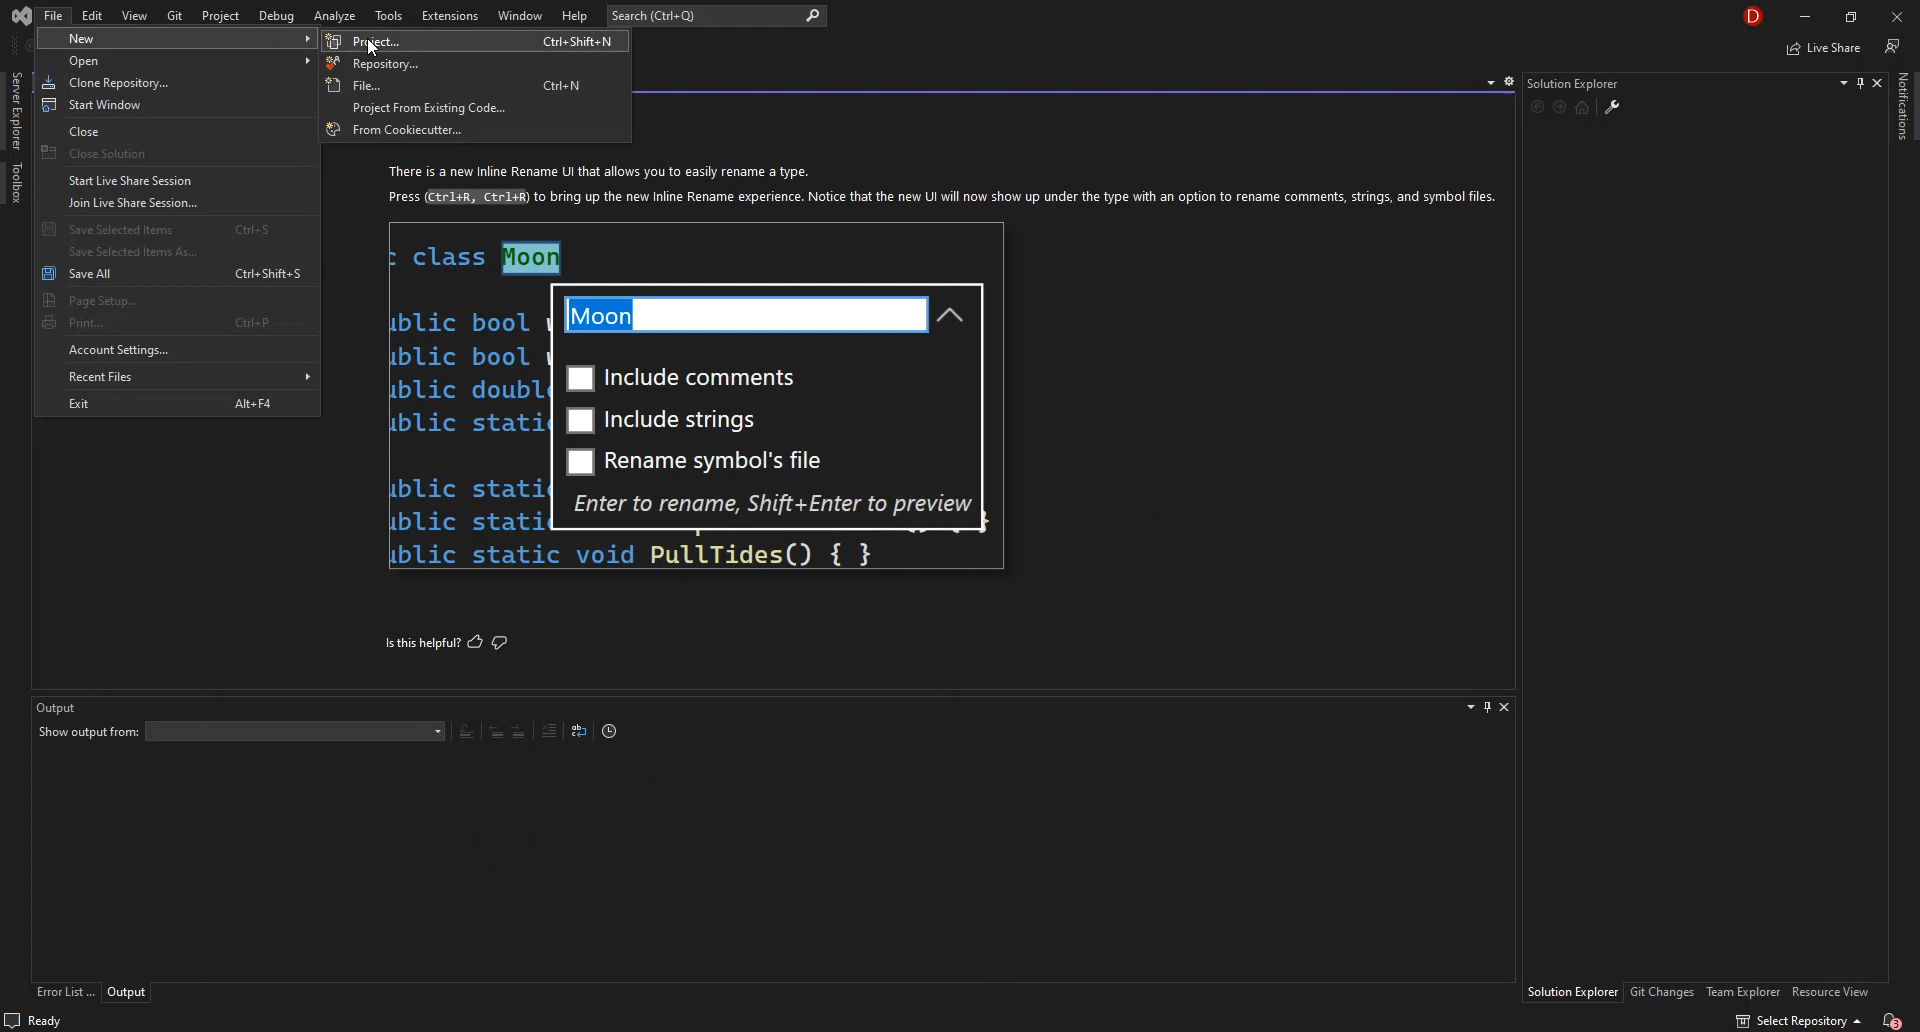 File Edit View Git Project Debug Analyze Tools Extensions Window Help Search (Ctrl+Q) D
New
Project... Ctrl+Shift+N
Live Share
Open
Repository...
Clone Repository...
File... Ctrl+N
Solution Explorer
Start Window
Project From Existing Code...
Server Explorer
Notifications
Close
From Cookiecutter...
Close Solution
There is a new Inline Rename UI that allows you to easily rename a type.
Start Live Share Session
Toolbox
Press (Ctrl+R, Ctrl+R) to bring up the new Inline Rename experience. Notice that the new UI will now show up under the type with an option to rename comments, strings, and symbol files.
Join Live Share Session...
Save Selected Items Ctrl+S
Save Selected Items As...
c class Moon
Save All Ctrl+Shift+S
Page Setup...
Moon
Print... Ctrl+P
ublic bool
Account Settings...
ublic bool
Recent Files
Include comments
ublic double
Exit Alt+F4
Include strings
ublic static
Rename symbol's file
ublic static
Enter to rename, Shift+Enter to preview
ublic static () { }
ublic static void PullTides() { }
Is this helpful?
Output
Show output from:
Error List ... Output
Solution Explorer Git Changes Team Explorer Resource View
Ready
Select Repository 3